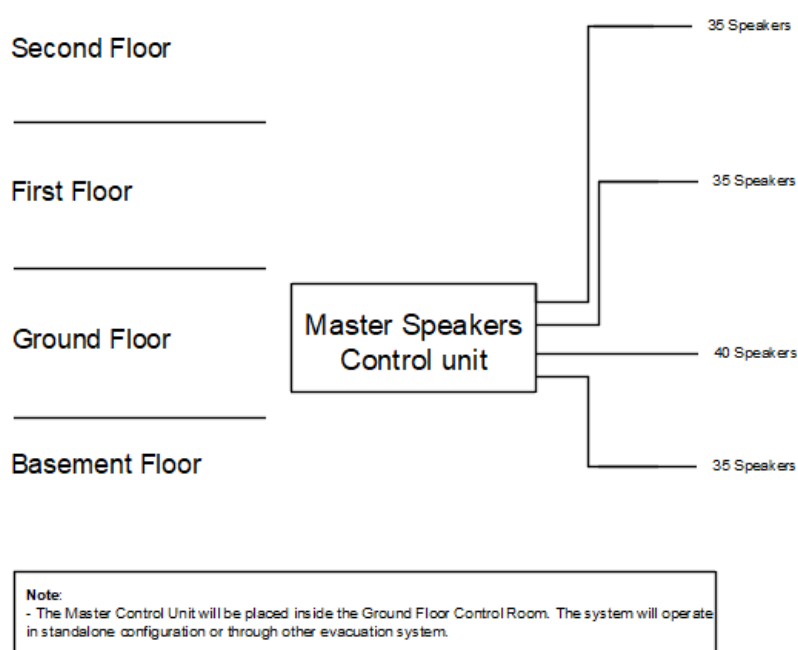 Second Floor
35 Speakers
First Floor
35 Speakers
Ground Floor
Master Speakers
Control unit
40 Speakers
Basement Floor
35 Speakers
Note:
- The Master Control Unit will be placed inside the Ground Floor Control Room. The system will operate
in standalone configuration or through other evacuation system.